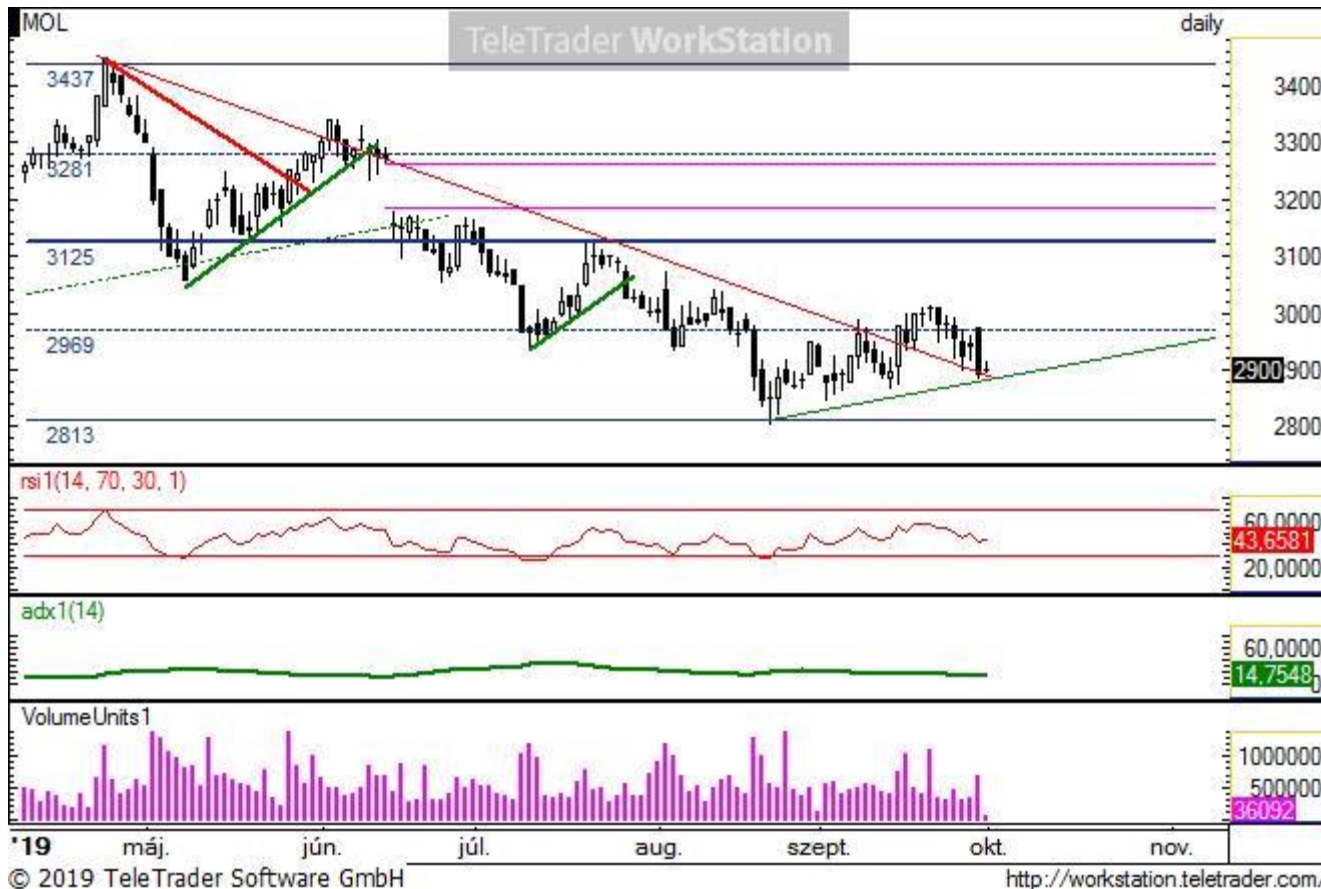 MOL
TeleTrader WorkStation
daily
3437
3400
3300
3281
3200
3125
3100
3000
2969
2900
900
2813
2800
rsi1(14, 70, 30, 1)
60,0000
43,6581
20,0000
adx1(14)
60,0000
14,7548
0
VolumeUnits1
1000000
500000
36092
'19
máj.
jún.
júl.
aug.
szept.
okt.
nov.
© 2019 TeleTrader Software GmbH
http://workstation.teletrader.com/